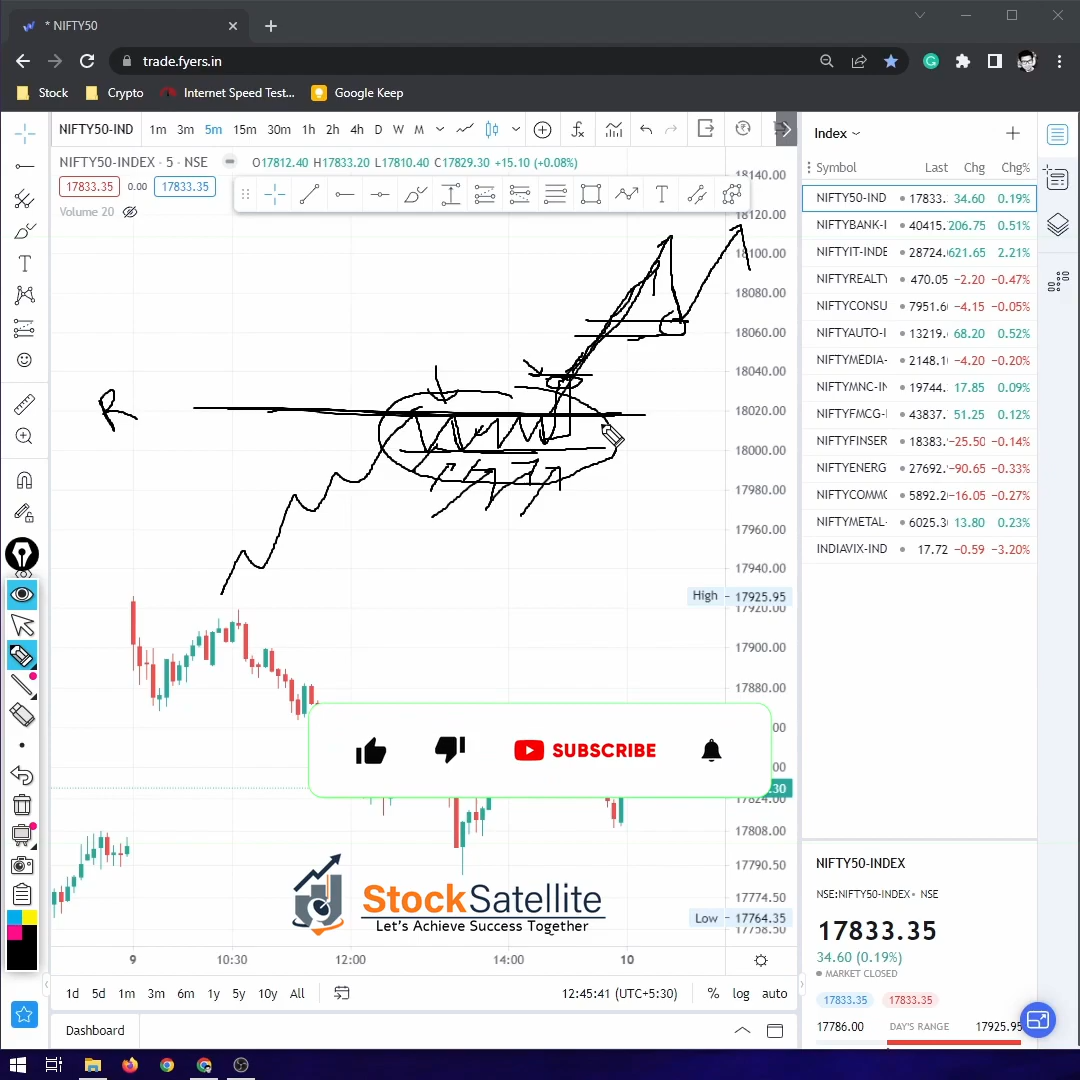 * NIFTY50
trade.fyers.in
Stock Crypto Internet Speed Test... Google Keep
NIFTY50-IND 1m 3m 5m 15m 30m 1h 2h 4h D W M
Index
NIFTY50-INDEX · 5 · NSE O17812.40 H17833.20 L17810.40 C17829.30 +15.10 (+0.08%)
17833.35 0.00 17833.35
Volume 20
Symbol Last Chg Chg%
NIFTY50-IND 17833. 34.60 0.19%
NIFTYBANK-I 40415. 206.75 0.51%
NIFTYIT-INDE 28724. 621.65 2.21%
NIFTYREALTY 470.05 −2.20 −0.47%
NIFTYCONSU 7951.6 −4.15 −0.05%
NIFTYAUTO-I 13219. 68.20 0.52%
NIFTYMEDIA- 2148.1 −4.20 −0.20%
NIFTYMNC-IN 19744. 17.85 0.09%
NIFTYFMCG-I 43837. 51.25 0.12%
NIFTYFINSER 18383. −25.50 −0.14%
NIFTYENERG 27692. −90.65 −0.33%
NIFTYCOMMC 5892.2 −16.05 −0.27%
NIFTYMETAL- 6025.3 13.80 0.23%
INDIAVIX-IND 17.72 −0.59 −3.20%
18140.00
18120.00
18100.00
18080.00
18060.00
18040.00
18020.00
18000.00
17980.00
17960.00
17940.00
High 17925.95
17920.00
17900.00
17880.00
R
SUBSCRIBE
.30
17824.00
17808.00
17790.50
17774.50
Low 17764.35
17758.50
StockSatellite
Let's Achieve Success Together
9 10:30 12:00 14:00 10
1d 5d 1m 3m 6m 1y 5y 10y All 12:45:41 (UTC+5:30) % log auto
Dashboard
NIFTY50-INDEX
NSE:NIFTY50-INDEX • NSE
17833.35
34.60 (0.19%)
MARKET CLOSED
17833.35 17833.35
17786.00 DAY'S RANGE 17925.95